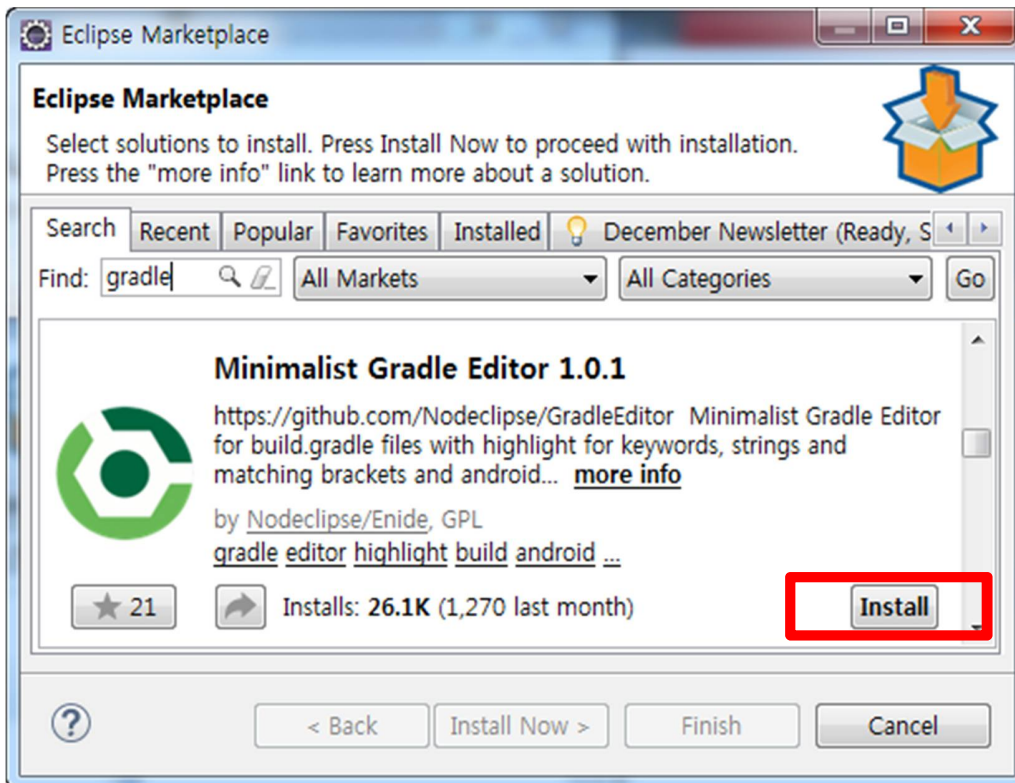 Eclipse Marketplace
Eclipse Marketplace
Select solutions to install. Press Install Now to proceed with installation.
Press the "more info" link to learn more about a solution.
Search Recent Popular Favorites Installed December Newsletter (Ready, S
Find: gradle All Markets All Categories Go
Minimalist Gradle Editor 1.0.1
https://github.com/Nodeclipse/GradleEditor Minimalist Gradle Editor
for build.gradle files with highlight for keywords, strings and
matching brackets and android... more info
by Nodeclipse/Enide, GPL
gradle editor highlight build android ...
21 Installs: 26.1K (1,270 last month) Install
? < Back Install Now > Finish Cancel